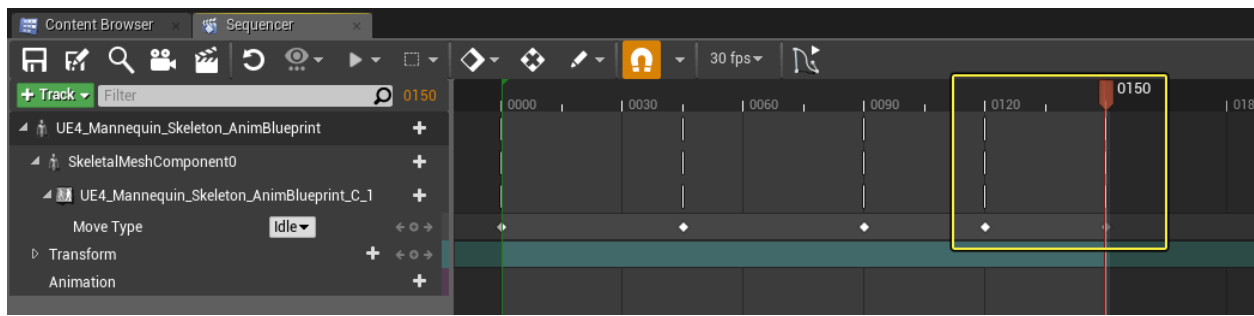 Content Browser Sequencer
30 fps
Track Filter 0150 0000 0030 0060 0090 0120 0150 018
UE4_Mannequin_Skeleton_AnimBlueprint
SkeletalMeshComponent0
UE4_Mannequin_Skeleton_AnimBlueprint_C_1
Move Type Idle
Transform
Animation